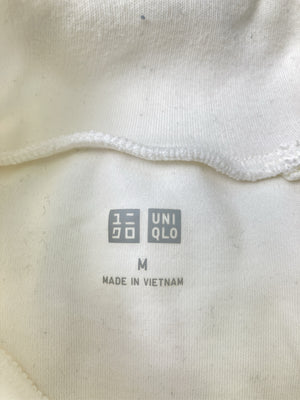 ユニ UNI
クロ QLO
M
MADE IN VIETNAM